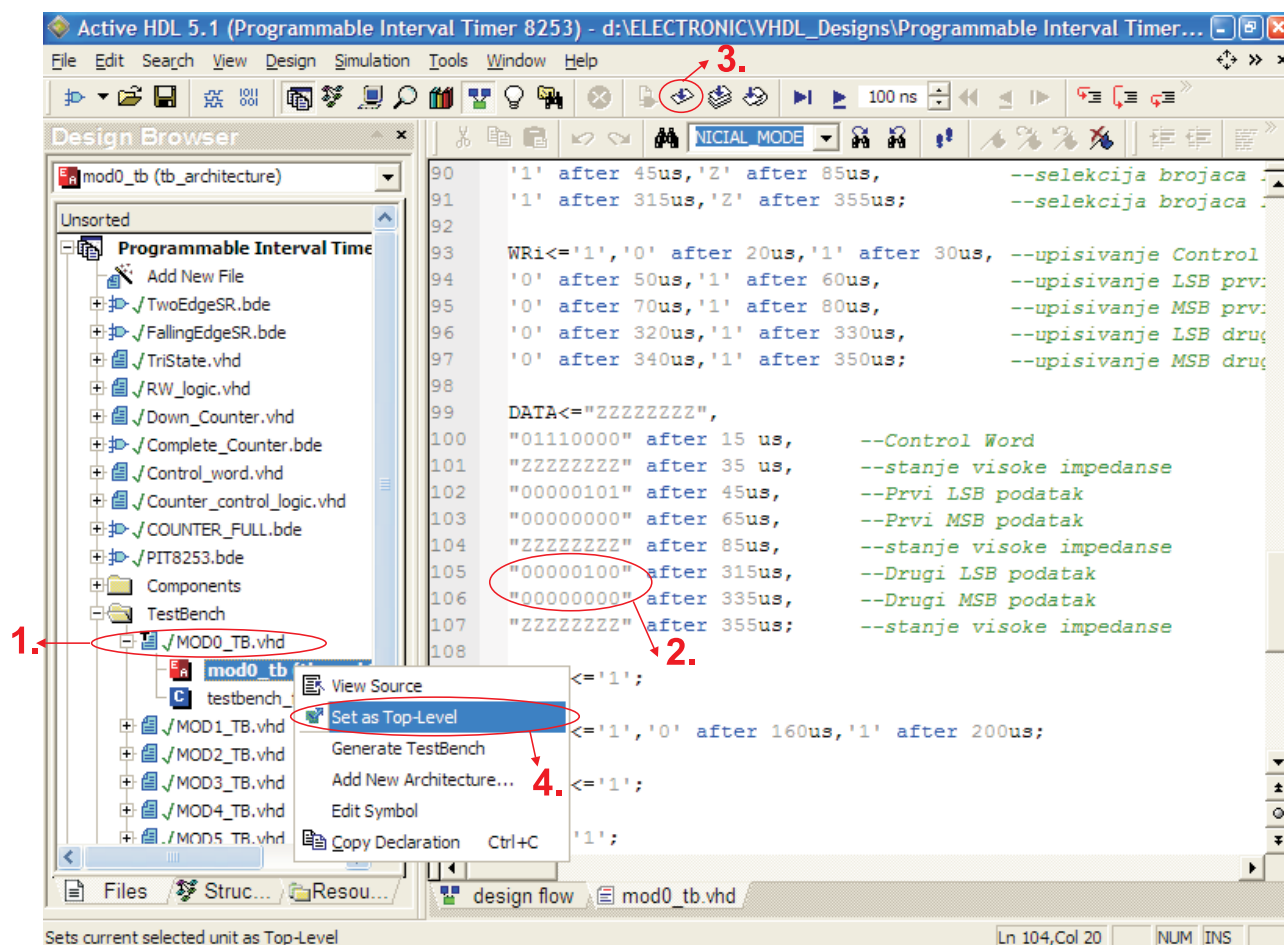 Active HDL 5.1 (Programmable Interval Timer 8253) - d:\ELECTRONIC\VHDL_Designs\Programmable Interval Timer...
File Edit Search View Design Simulation Tools Window Help
3.
100 ns
Design Browser
NICIAL_MODE
mod0_tb (tb_architecture)
Unsorted
Programmable Interval Time
Add New File
TwoEdgeSR.bde
FallingEdgeSR.bde
TriState.vhd
RW_logic.vhd
Down_Counter.vhd
Complete_Counter.bde
Control_word.vhd
Counter_control_logic.vhd
COUNTER_FULL.bde
PIT8253.bde
Components
TestBench
1.
MOD0_TB.vhd
mod0_tb
testbench_
MOD1_TB.vhd
MOD2_TB.vhd
MOD3_TB.vhd
MOD4_TB.vhd
MOD5_TB.vhd
Files Struc... Resou...
90 '1' after 45us,'Z' after 85us, --selekcija brojaca
91 '1' after 315us,'Z' after 355us; --selekcija brojaca
92
93 WRi<='1','0' after 20us,'1' after 30us, --upisivanje Control
94 '0' after 50us,'1' after 60us, --upisivanje LSB prvi
95 '0' after 70us,'1' after 80us, --upisivanje MSB prvi
96 '0' after 320us,'1' after 330us, --upisivanje LSB drug
97 '0' after 340us,'1' after 350us; --upisivanje MSB drug
98
99 DATA<="ZZZZZZZZ",
100 "01110000" after 15 us, --Control Word
101 "ZZZZZZZZ" after 35 us, --stanje visoke impedanse
102 "00000101" after 45us, --Prvi LSB podatak
103 "00000000" after 65us, --Prvi MSB podatak
104 "ZZZZZZZZ" after 85us, --stanje visoke impedanse
105 "00000100" after 315us, --Drugi LSB podatak
106 "00000000" after 335us, --Drugi MSB podatak
107 "ZZZZZZZZ" after 355us; --stanje visoke impedanse
108
2.
<='1';
<='1','0' after 160us,'1' after 200us;
<='1';
'1';
View Source
Set as Top-Level
Generate TestBench
Add New Architecture...
Edit Symbol
Copy Declaration Ctrl+C
4.
design flow mod0_tb.vhd
Sets current selected unit as Top-Level
Ln 104,Col 20 NUM INS